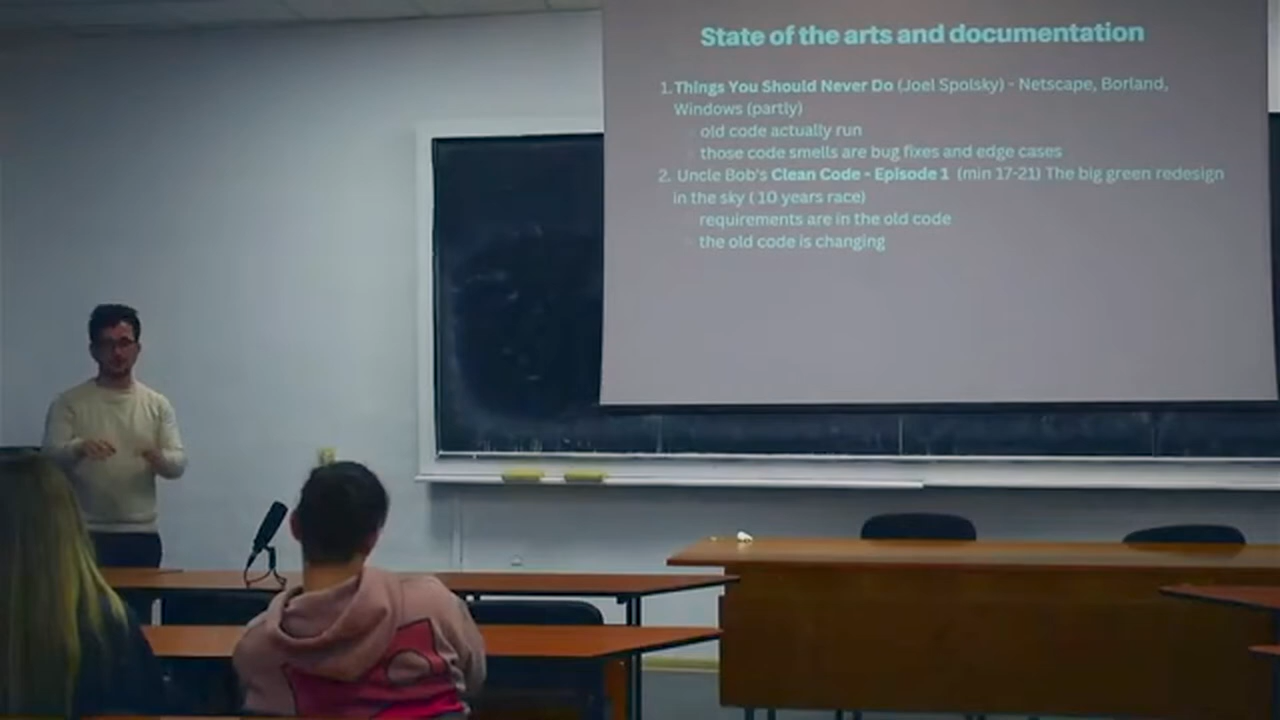 State of the arts and documentation
1. Things You Should Never Do (Joel Spolsky) - Netscape, Borland,
Windows (partly)
old code actually run
those code smells are bug fixes and edge cases
2. Uncle Bob's Clean Code - Episode 1 (min 17-21) The big green redesign
in the sky ( 10 years race)
requirements are in the old code
the old code is changing